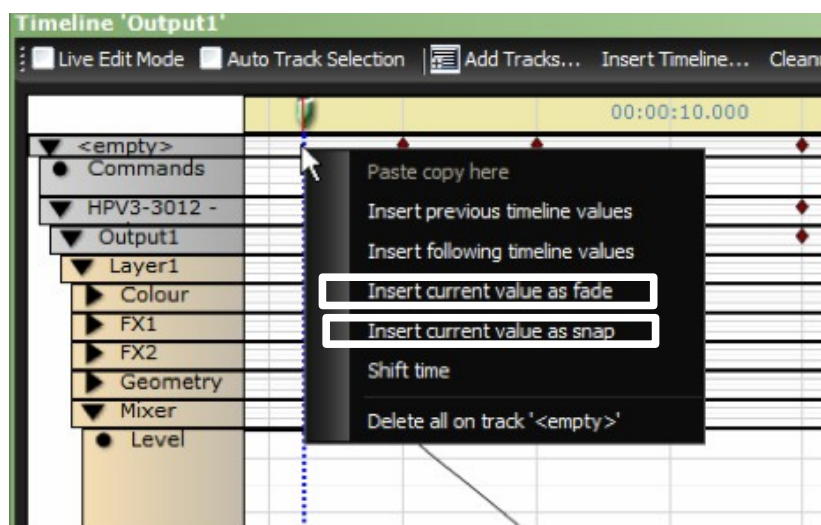 Timeline 'Output1'
Live Edit Mode Auto Track Selection Add Tracks... Insert Timeline... Clean
00:00:10.000
<empty>
Commands
HPV3-3012 -
Output1
Layer1
Colour
FX1
FX2
Geometry
Mixer
Level
Paste copy here
Insert previous timeline values
Insert following timeline values
Insert current value as fade
Insert current value as snap
Shift time
Delete all on track '<empty>'